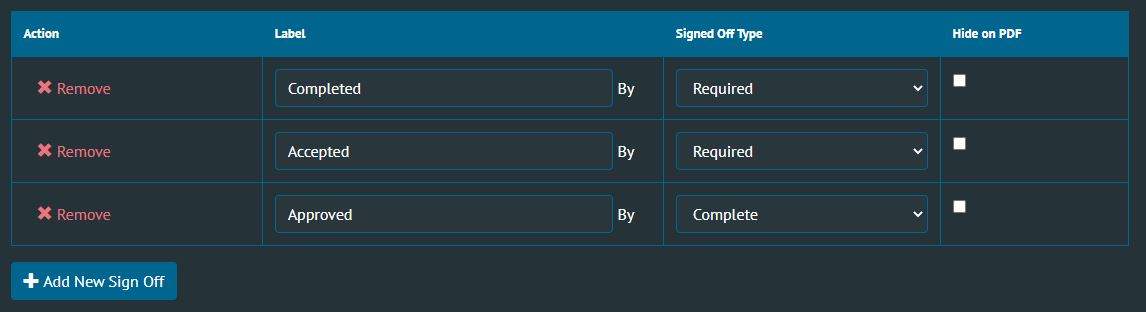 Action Label Signed Off Type Hide on PDF
✖ Remove Completed By Required
✖ Remove Accepted By Required
✖ Remove Approved By Complete
✚ Add New Sign Off